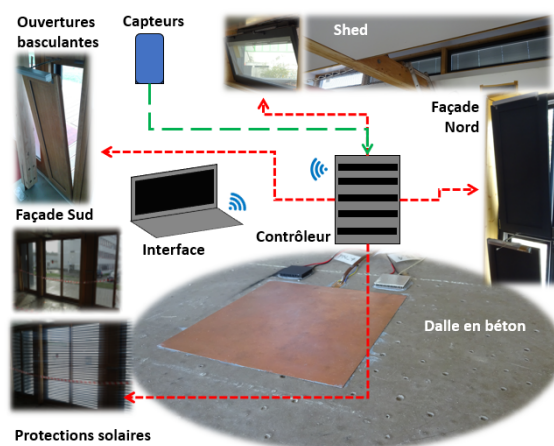 Ouvertures
basculantes
Capteurs
Shed
Façade
Nord
Façade Sud
Interface
Contrôleur
Dalle en béton
Protections solaires